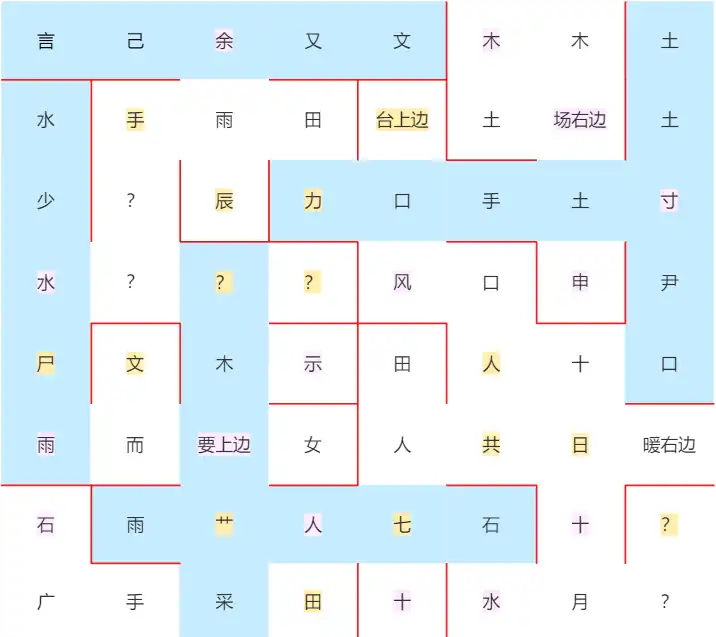 言 己 余 又 文 木 木 土
水 手 雨 田 台上边 土 场右边 土
少 ? 辰 力 口 手 土 寸
水 ? ? ? 风 口 申 尹
尸 文 木 示 田 人 十 口
雨 而 要上边 女 人 共 日 暖右边
石 雨 艹 人 七 石 十 ?
广 手 采 田 十 水 月 ?